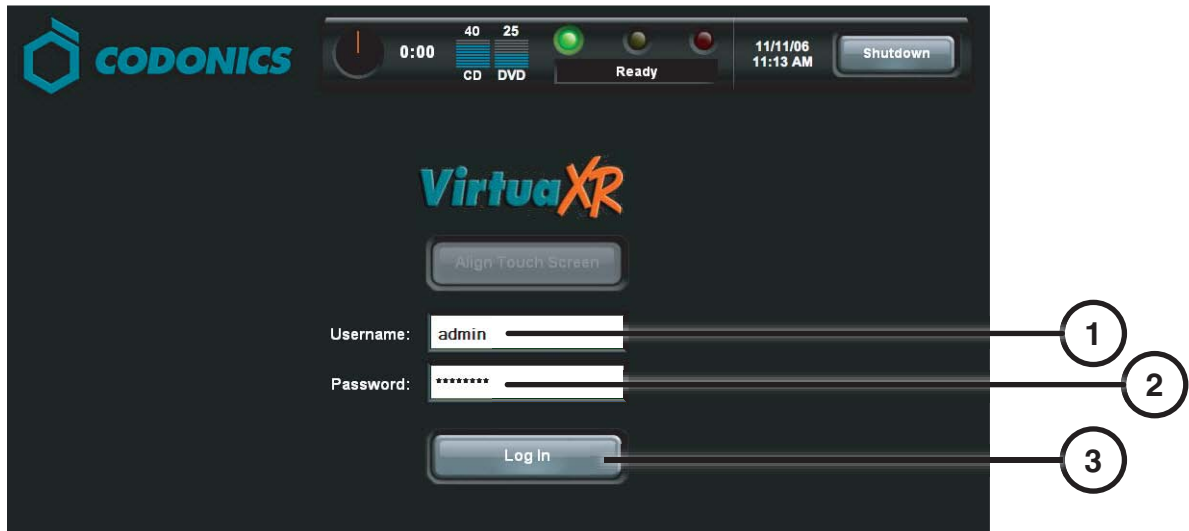 CODONICS
0:00
40 25
CD DVD
Ready
11/11/06
11:13 AM
Shutdown
VirtuaXR
Align Touch Screen
Username: admin
1
Password: ********
2
Log In
3